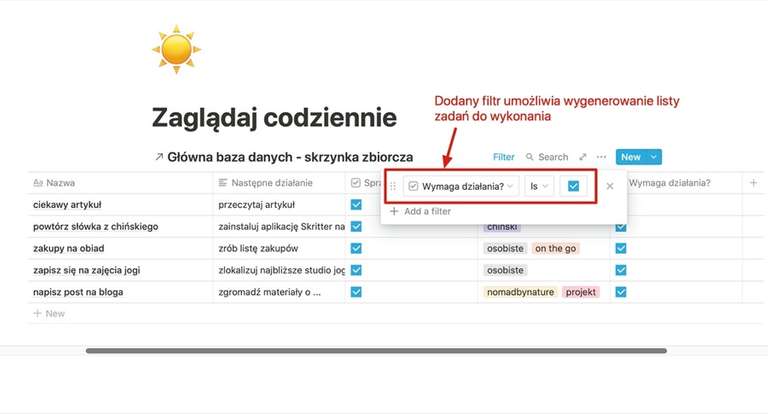 Zaglądaj codziennie
Dodany filtr umożliwia wygenerowanie listy
zadań do wykonania
Główna baza danych - skrzynka zbiorcza
Filter Search New
Nazwa Następne działanie Spra Wymaga działania?
Wymaga działania? Is
Add a filter
ciekawy artykuł przeczytaj artykuł
powtórz słówka z chińskiego zainstaluj aplikację Skritter na chiński
zakupy na obiad zrób listę zakupów osobiste on the go
zapisz się na zajęcia jogi zlokalizuj najbliższe studio jog osobiste
napisz post na bloga zgromadź materiały o ... nomadbynature projekt
New